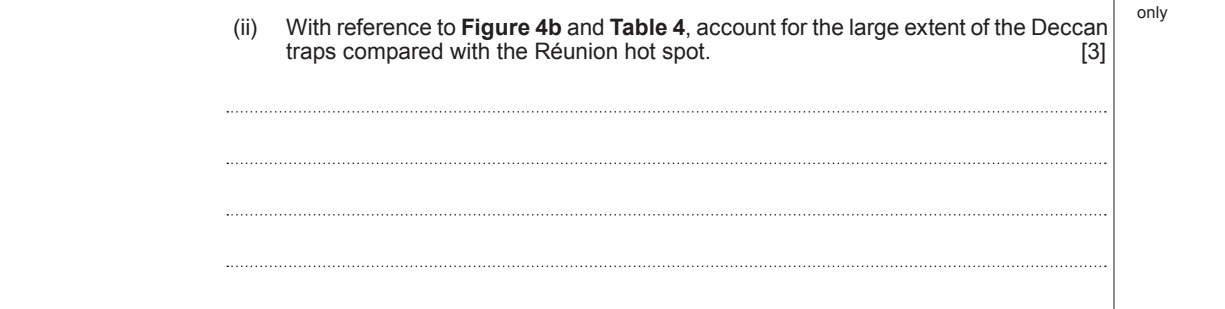 only
(ii) With reference to Figure 4b and Table 4, account for the large extent of the Deccan
traps compared with the Réunion hot spot. [3]